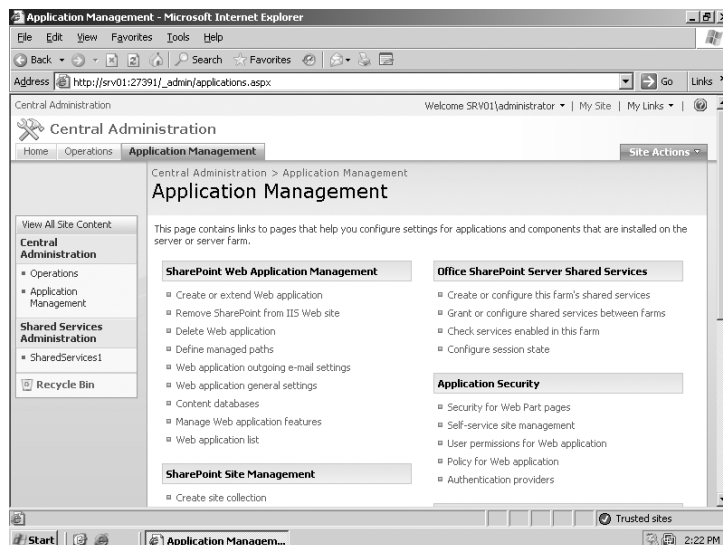 Application Management - Microsoft Internet Explorer
File Edit View Favorites Tools Help
Back Search Favorites
Address http://srv01:27391/_admin/applications.aspx Go Links
Central Administration Welcome SRV01\administrator | My Site | My Links |
Central Administration
Home Operations Application Management Site Actions
Central Administration > Application Management
Application Management
View All Site Content
Central
Administration
Operations
Application
Management
Shared Services
Administration
SharedServices1
Recycle Bin
This page contains links to pages that help you configure settings for applications and components that are installed on the
server or server farm.
SharePoint Web Application Management
Create or extend Web application
Remove SharePoint from IIS Web site
Delete Web application
Define managed paths
Web application outgoing e-mail settings
Web application general settings
Content databases
Manage Web application features
Web application list
SharePoint Site Management
Create site collection
Office SharePoint Server Shared Services
Create or configure this farm's shared services
Grant or configure shared services between farms
Check services enabled in this farm
Configure session state
Application Security
Security for Web Part pages
Self-service site management
User permissions for Web application
Policy for Web application
Authentication providers
Trusted sites
Start Application Managem... 2:22 PM